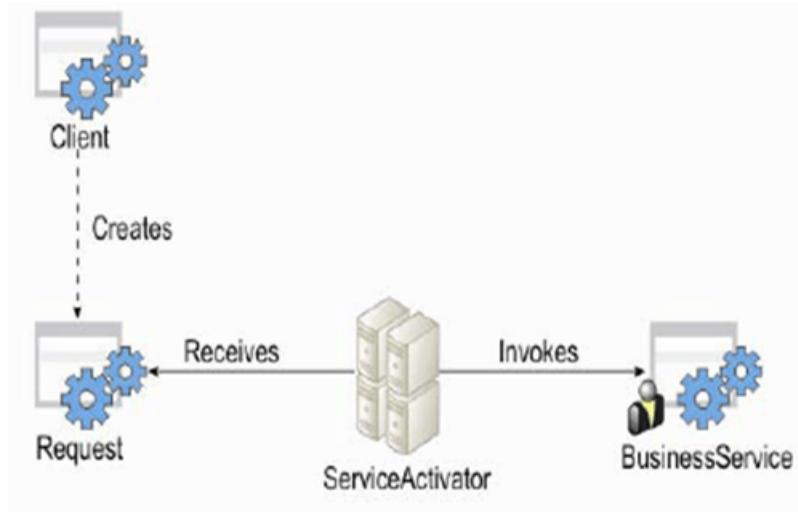 Client
Creates
Receives
Invokes
Request
ServiceActivator
BusinessService